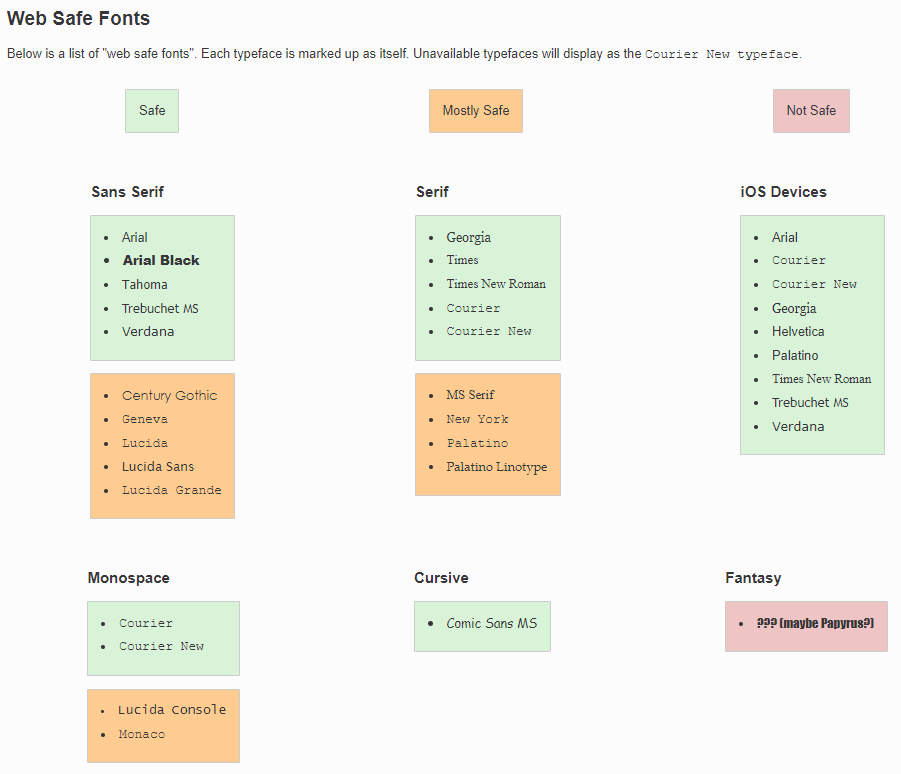 Web Safe Fonts
Below is a list of "web safe fonts". Each typeface is marked up as itself. Unavailable typefaces will display as the Courier New typeface.
Safe
Mostly Safe
Not Safe
Sans Serif
Arial
Arial Black
Tahoma
Trebuchet MS
Verdana
Century Gothic
Geneva
Lucida
Lucida Sans
Lucida Grande
Serif
Georgia
Times
Times New Roman
Courier
Courier New
MS Serif
New York
Palatino
Palatino Linotype
iOS Devices
Arial
Courier
Courier New
Georgia
Helvetica
Palatino
Times New Roman
Trebuchet MS
Verdana
Monospace
Courier
Courier New
Lucida Console
Monaco
Cursive
Comic Sans MS
Fantasy
??? (maybe Papyrus?)